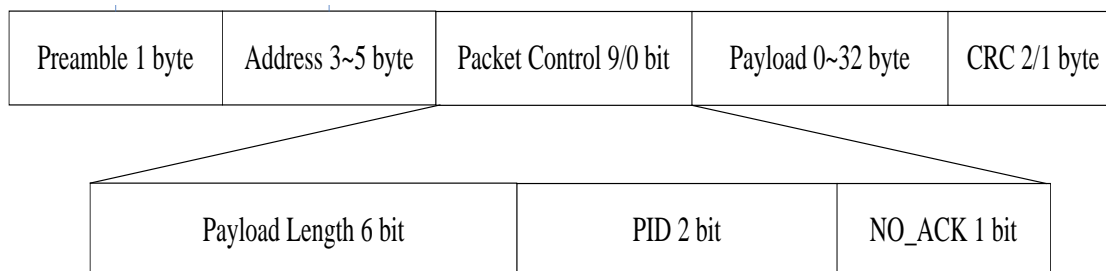 Preamble 1 byte Address 3~5 byte Packet Control 9/0 bit Payload 0~32 byte CRC 2/1 byte
Payload Length 6 bit PID 2 bit NO_ACK 1 bit